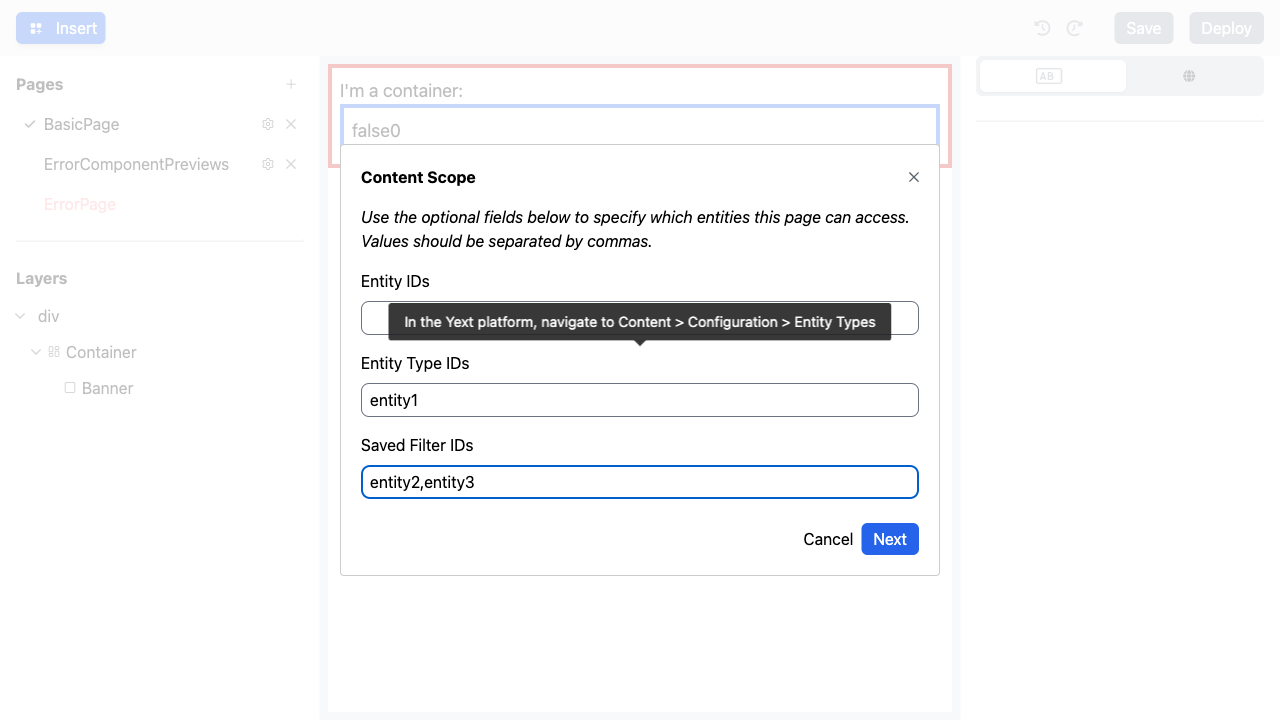 Insert
Save
Deploy
Pages
BasicPage
ErrorComponentPreviews
ErrorPage
Layers
div
Container
Banner
I'm a container:
false0
AB
Content Scope
Use the optional fields below to specify which entities this page can access.
Values should be separated by commas.
Entity IDs
In the Yext platform, navigate to Content > Configuration > Entity Types
Entity Type IDs
entity1
Saved Filter IDs
entity2,entity3
Cancel
Next